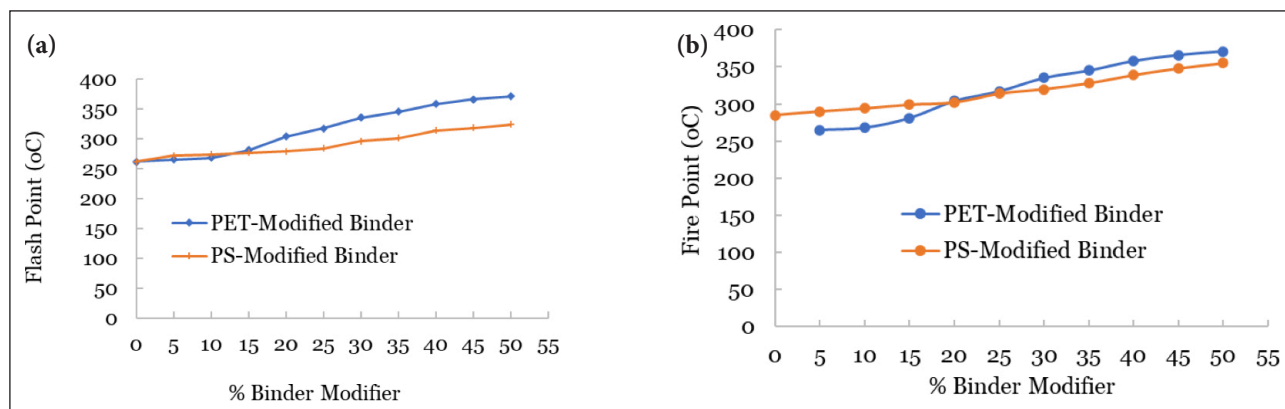 (a)
400
350
300
250
200
150
100
50
0
Flash Point (oC)
PET-Modified Binder
PS-Modified Binder
0 5 10 15 20 25 30 35 40 45 50 55
% Binder Modifier
(b)
400
350
300
250
200
150
100
50
0
Fire Point (oC)
PET-Modified Binder
PS-Modified Binder
0 5 10 15 20 25 30 35 40 45 50 55
% Binder Modifier